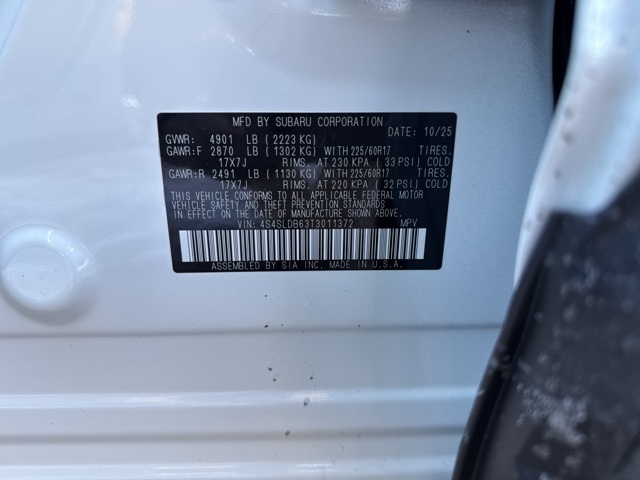 MFD BY SUBARU CORPORATION
DATE: 10/25
GVWR: 4901 LB (2223 KG)
GAWR:F 2870 LB (1302 KG) WITH 225/60R17 TIRES.
17X7J RIMS. AT 230 KPA (33 PSI) COLD
GAWR:R 2491 LB (1130 KG) WITH 225/60R17 TIRES.
17X7J RIMS. AT 220 KPA (32 PSI) COLD
THIS VEHICLE CONFORMS TO ALL APPLICABLE FEDERAL MOTOR
VEHICLE SAFETY AND THEFT PREVENTION STANDARDS
IN EFFECT ON THE DATE OF MANUFACTURE SHOWN ABOVE.
VIN: 4S4SLDB63T3011372 MPV
ASSEMBLED BY SIA INC. MADE IN U.S.A.